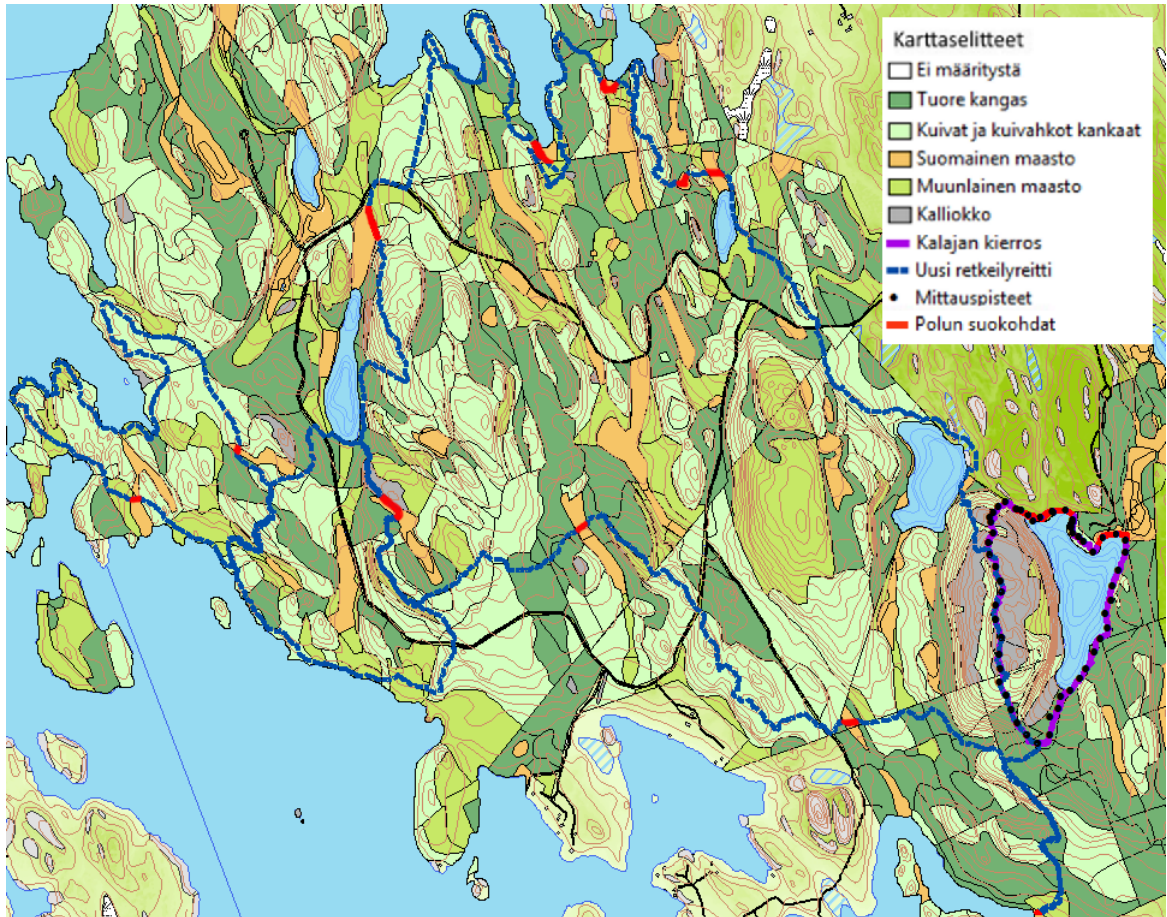 Karttaselitteet
Ei määritystä
Tuore kangas
Kuivat ja kuivahkot kankaat
Suomainen maasto
Muunlainen maasto
Kalliokko
Kalajan kierros
Uusi retkeilyreitti
Mittauspisteet
Polun suokohdat